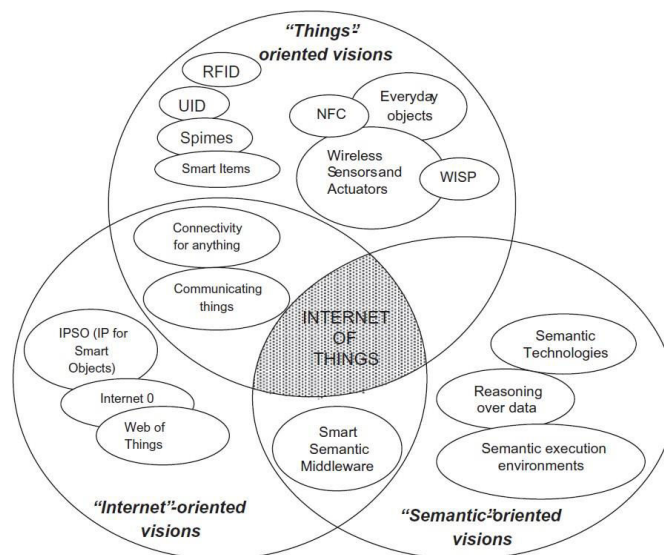 “Things”-
oriented visions
RFID
UID
Spimes
Smart Items
NFC
Everyday
objects
Wireless
Sensors and
Actuators
WISP
Connectivity
for anything
Communicating
things
INTERNET
OF
THINGS
IPSO (IP for
Smart
Objects)
Internet 0
Web of
Things
Semantic
Technologies
Reasoning
over data
Semantic execution
environments
Smart
Semantic
Middleware
“Internet”-oriented
visions
“Semantic”-oriented
visions